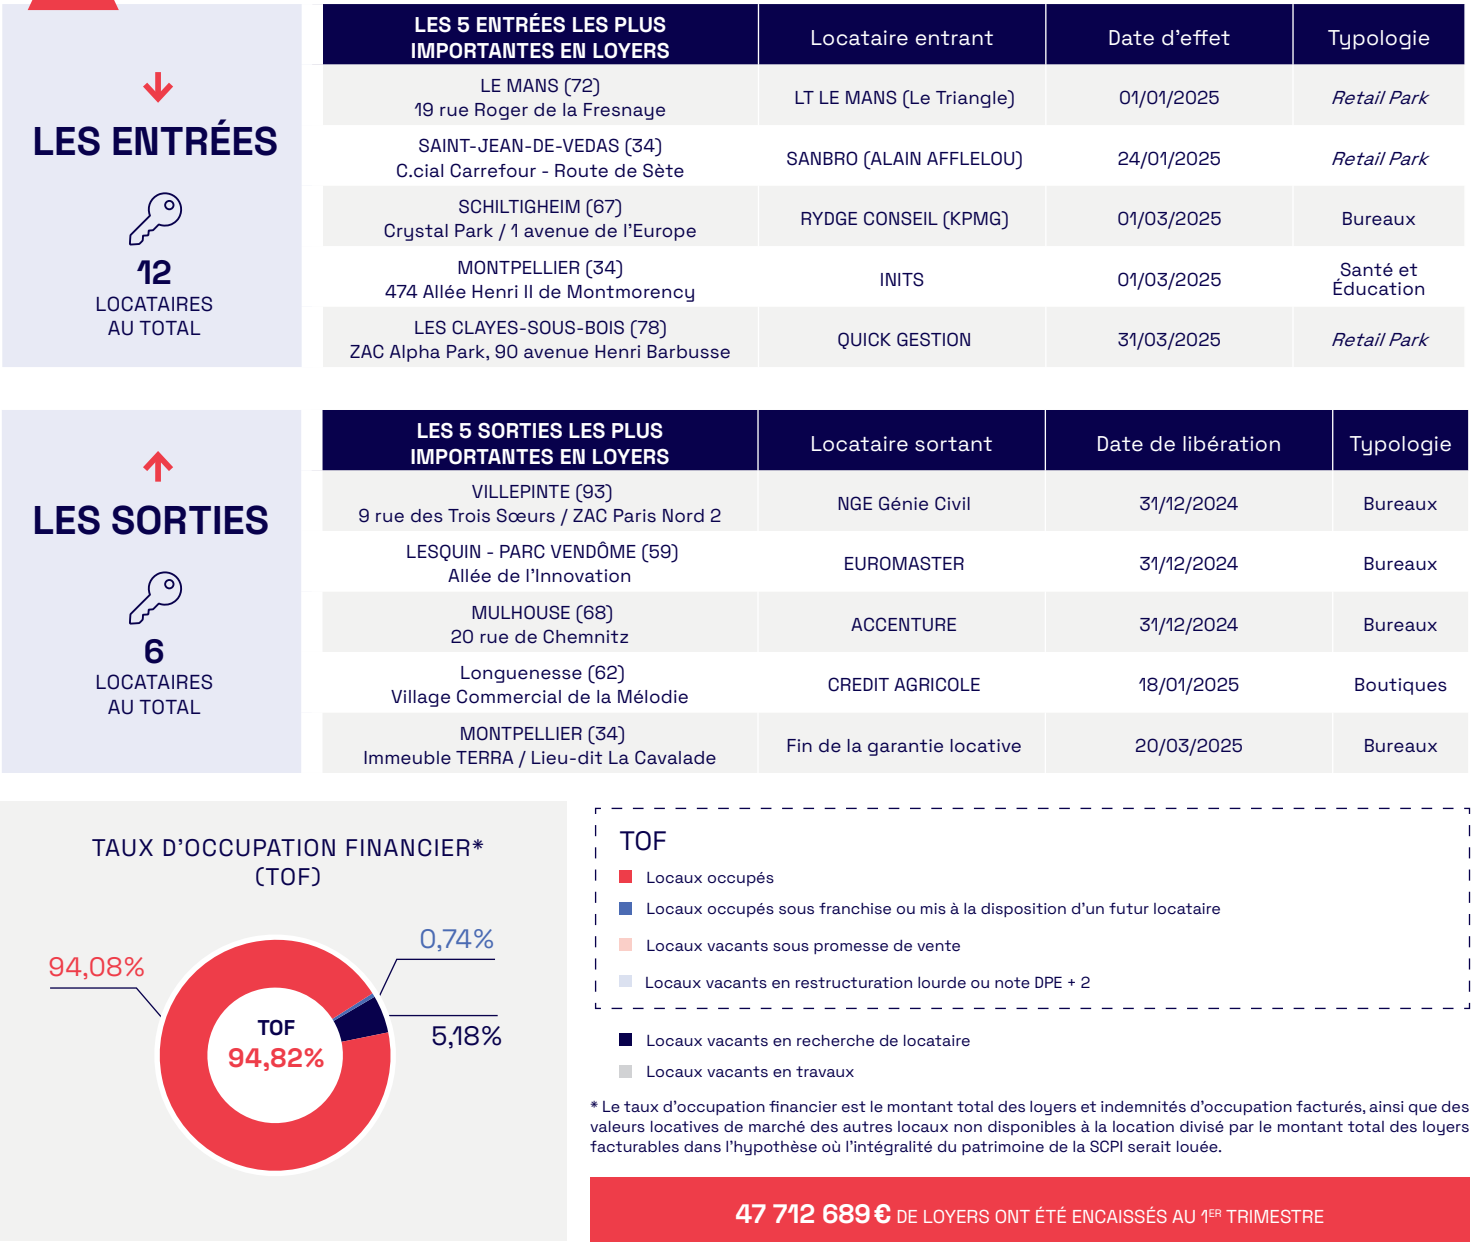 LES ENTRÉES
12
LOCATAIRES
AU TOTAL
LES 5 ENTRÉES LES PLUS
IMPORTANTES EN LOYERS
Locataire entrant
Date d'effet
Typologie
LE MANS (72)
19 rue Roger de la Fresnaye
LT LE MANS (Le Triangle)
01/01/2025
Retail Park
SAINT-JEAN-DE-VEDAS (34)
C.cial Carrefour - Route de Sète
SANBRO (ALAIN AFFLELOU)
24/01/2025
Retail Park
SCHILTIGHEIM (67)
Crystal Park / 1 avenue de l'Europe
RYDGE CONSEIL (KPMG)
01/03/2025
Bureaux
MONTPELLIER (34)
474 Allée Henri II de Montmorency
INITS
01/03/2025
Santé et
Éducation
LES CLAYES-SOUS-BOIS (78)
ZAC Alpha Park, 90 avenue Henri Barbusse
QUICK GESTION
31/03/2025
Retail Park
LES SORTIES
6
LOCATAIRES
AU TOTAL
LES 5 SORTIES LES PLUS
IMPORTANTES EN LOYERS
Locataire sortant
Date de libération
Typologie
VILLEPINTE (93)
9 rue des Trois Sœurs / ZAC Paris Nord 2
NGE Génie Civil
31/12/2024
Bureaux
LESQUIN - PARC VENDÔME (59)
Allée de l'Innovation
EUROMASTER
31/12/2024
Bureaux
MULHOUSE (68)
20 rue de Chemnitz
ACCENTURE
31/12/2024
Bureaux
Longuenesse (62)
Village Commercial de la Mélodie
CREDIT AGRICOLE
18/01/2025
Boutiques
MONTPELLIER (34)
Immeuble TERRA / Lieu-dit La Cavalade
Fin de la garantie locative
20/03/2025
Bureaux
TAUX D'OCCUPATION FINANCIER*
(TOF)
94,08%
0,74%
5,18%
TOF
94,82%
TOF
Locaux occupés
Locaux occupés sous franchise ou mis à la disposition d'un futur locataire
Locaux vacants sous promesse de vente
Locaux vacants en restructuration lourde ou note DPE + 2
Locaux vacants en recherche de locataire
Locaux vacants en travaux
* Le taux d'occupation financier est le montant total des loyers et indemnités d'occupation facturés, ainsi que des
valeurs locatives de marché des autres locaux non disponibles à la location divisé par le montant total des loyers
facturables dans l'hypothèse où l'intégralité du patrimoine de la SCPI serait louée.
47 712 689 € DE LOYERS ONT ÉTÉ ENCAISSÉS AU 1ER TRIMESTRE